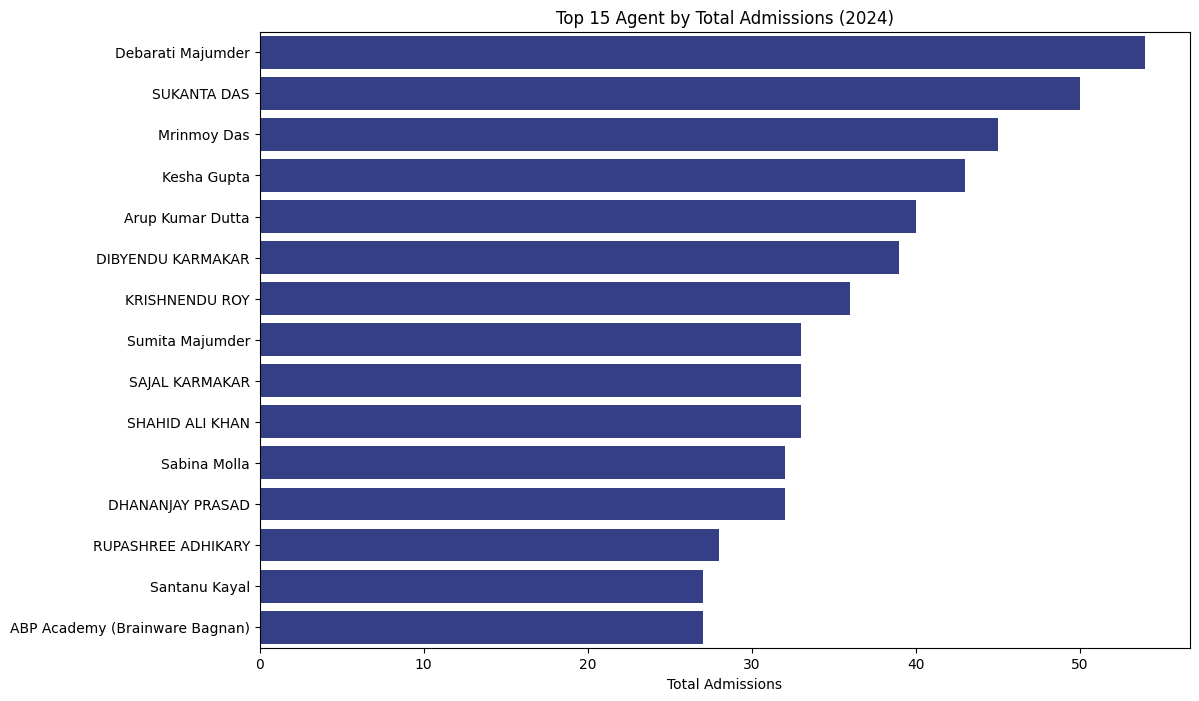 Top 15 Agent by Total Admissions (2024)
Debarati Majumder
SUKANTA DAS
Mrinmoy Das
Kesha Gupta
Arup Kumar Dutta
DIBYENDU KARMAKAR
KRISHNENDU ROY
Sumita Majumder
SAJAL KARMAKAR
SHAHID ALI KHAN
Sabina Molla
DHANANJAY PRASAD
RUPASHREE ADHIKARY
Santanu Kayal
ABP Academy (Brainware Bagnan)
0 10 20 30 40 50
Total Admissions